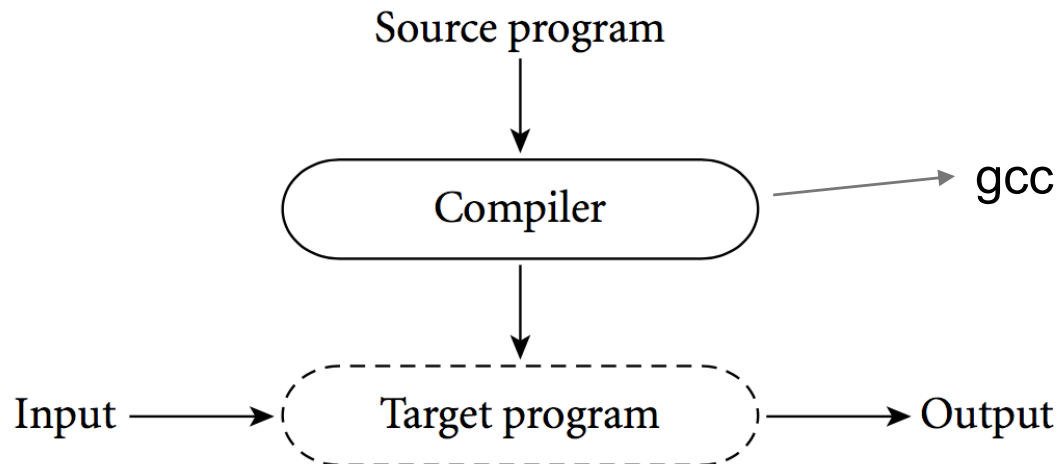 Source program
Compiler
gcc
Input
Target program
Output